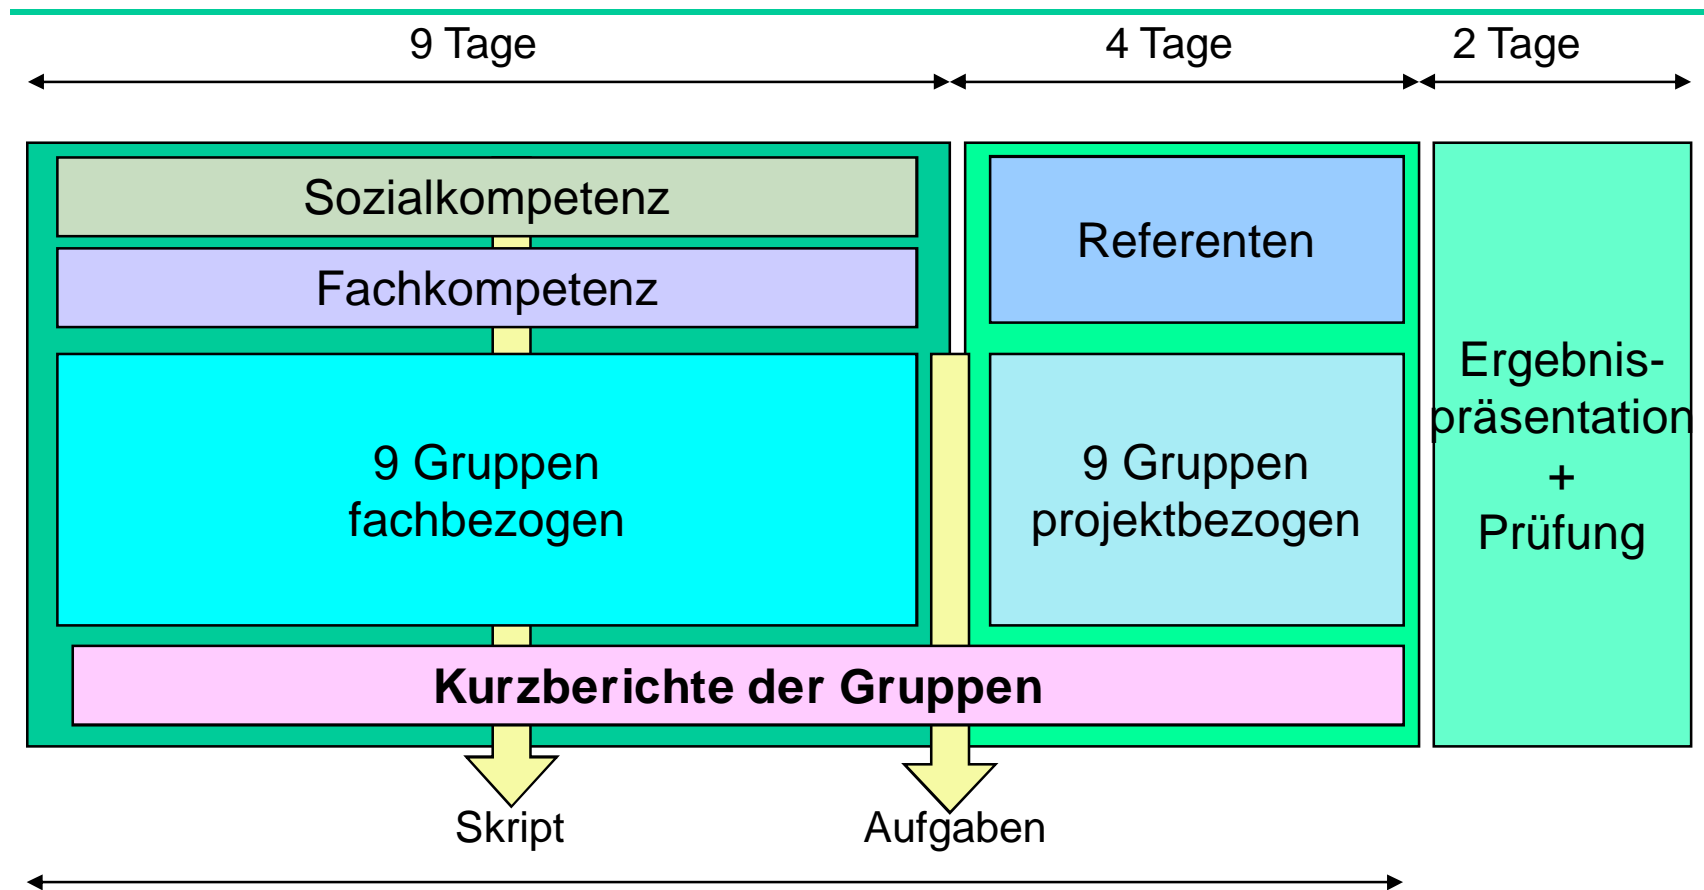 9 Tage
4 Tage
2 Tage
Sozialkompetenz
Fachkompetenz
9 Gruppen
fachbezogen
Referenten
9 Gruppen
projektbezogen
Ergebnis-
präsentation
+
Prüfung
Kurzberichte der Gruppen
Skript
Aufgaben